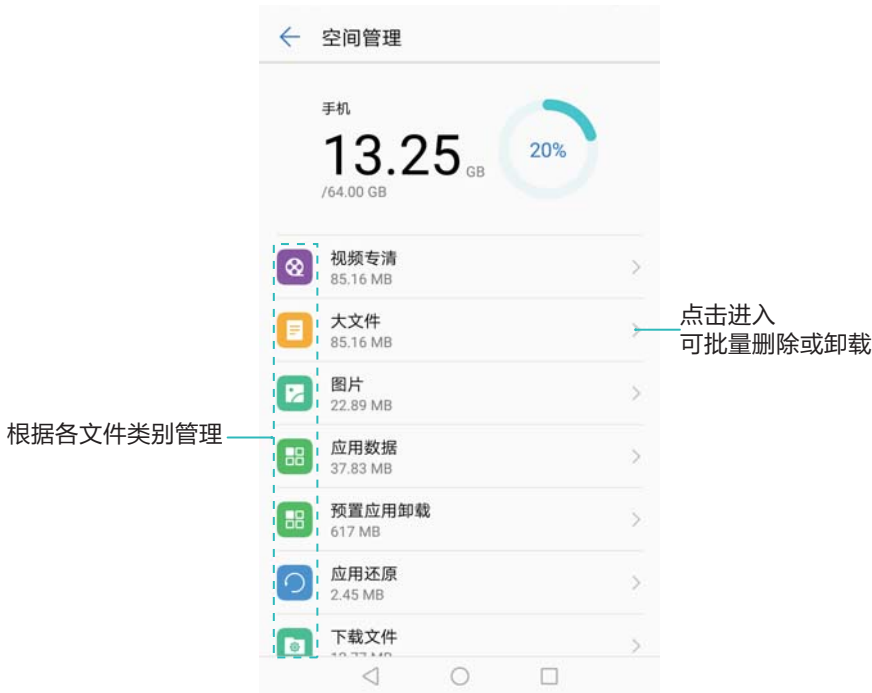 空间管理
手机
13.25 GB
/64.00 GB
20%
视频专清
85.16 MB
大文件
85.16 MB
点击进入
可批量删除或卸载
图片
22.89 MB
根据各文件类别管理
应用数据
37.83 MB
预置应用卸载
617 MB
应用还原
2.45 MB
下载文件